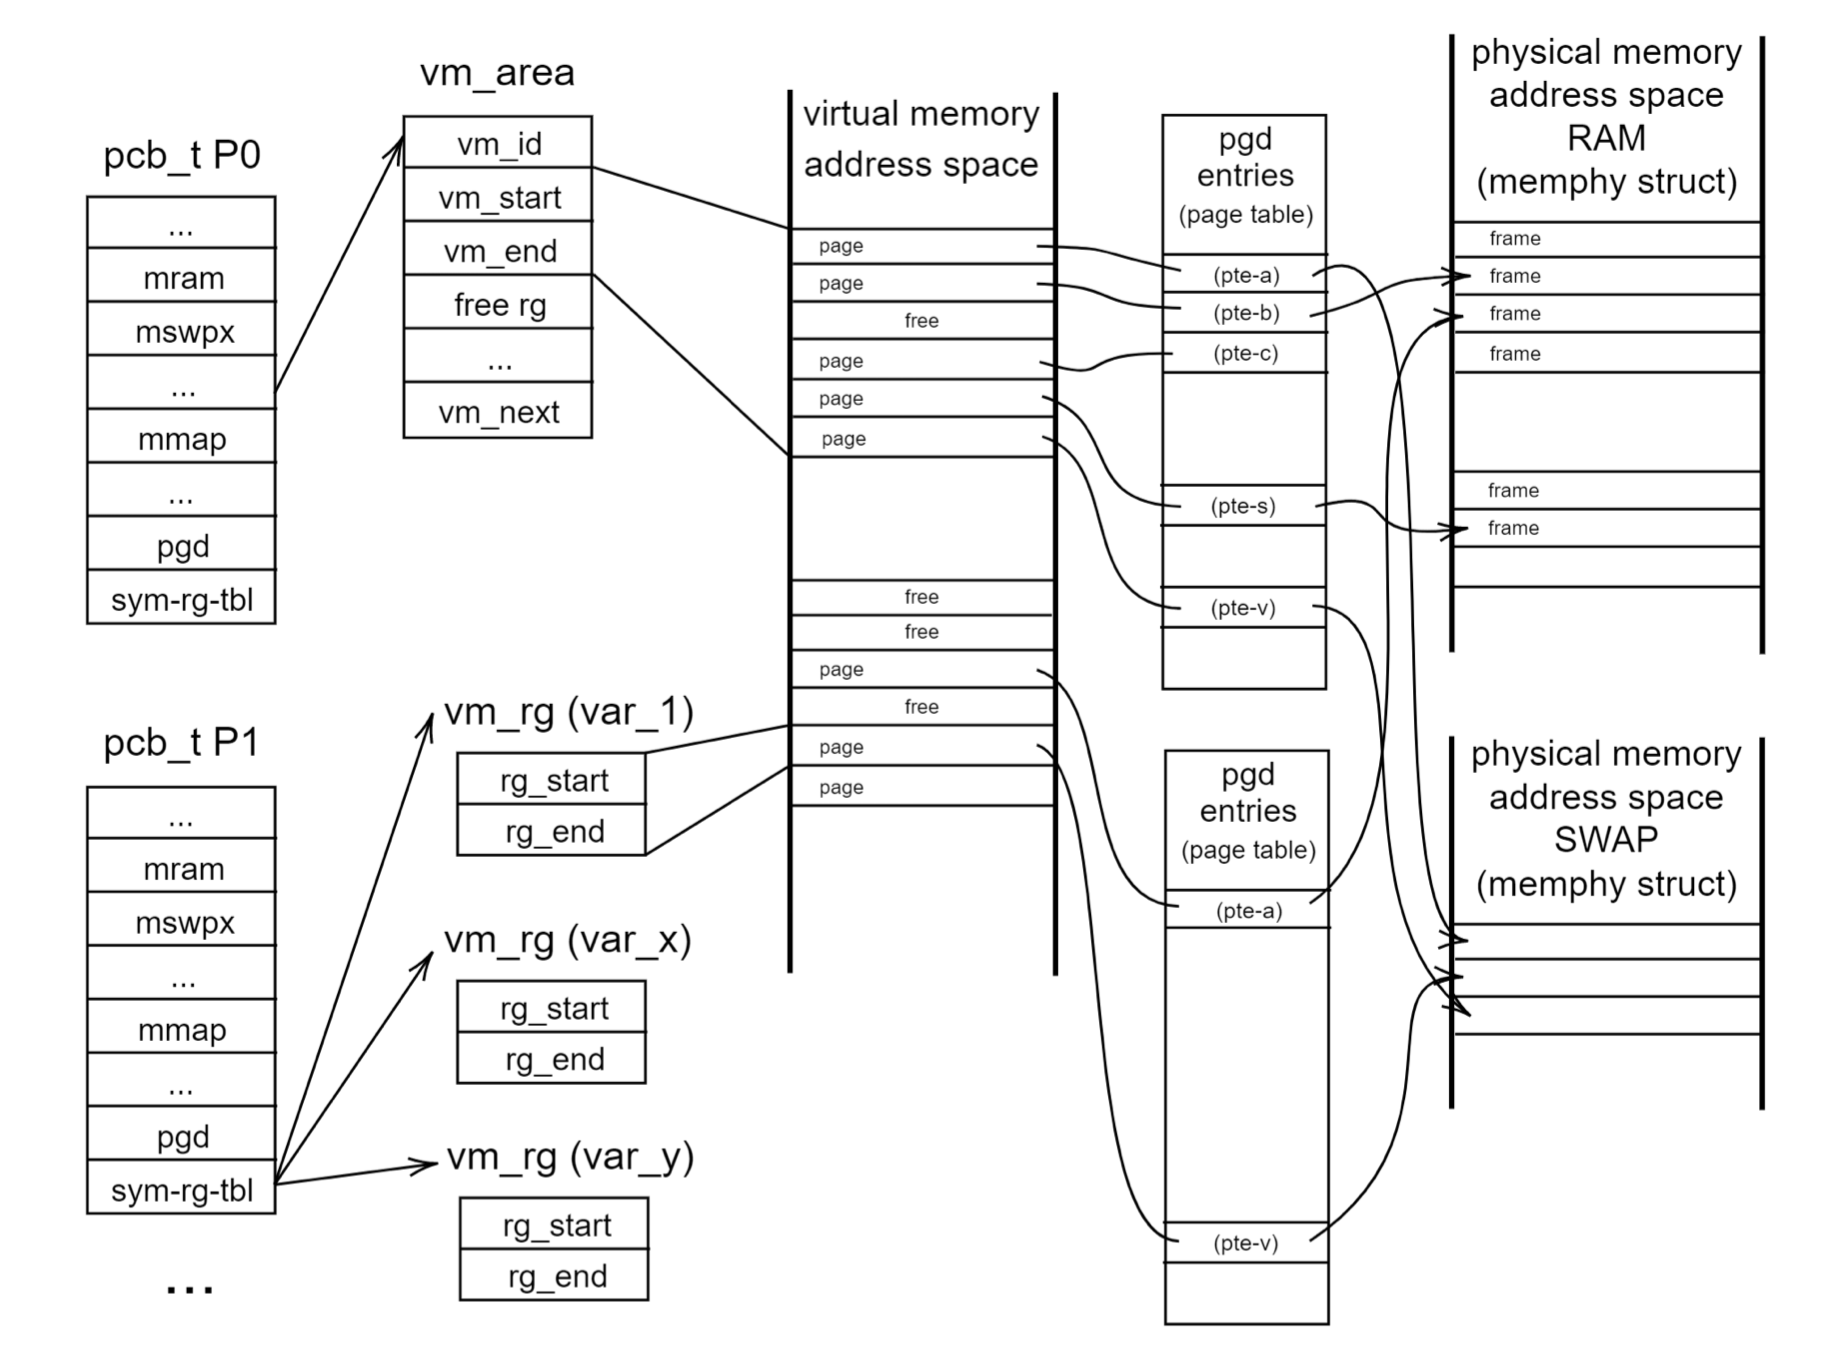 pcb_t P0
...
mram
mswpx
...
mmap
...
pgd
sym-rg-tbl
vm_area
vm_id
vm_start
vm_end
free rg
...
vm_next
pcb_t P1
...
mram
mswpx
...
mmap
...
pgd
sym-rg-tbl
...
vm_rg (var_1)
rg_start
rg_end
vm_rg (var_x)
rg_start
rg_end
vm_rg (var_y)
rg_start
rg_end
virtual memory
address space
page
page
free
page
page
page
free
free
page
free
page
page
pgd
entries
(page table)
(pte-a)
(pte-b)
(pte-c)
(pte-s)
(pte-v)
pgd
entries
(page table)
(pte-a)
(pte-v)
physical memory
address space
RAM
(memphy struct)
frame
frame
frame
frame
frame
frame
physical memory
address space
SWAP
(memphy struct)